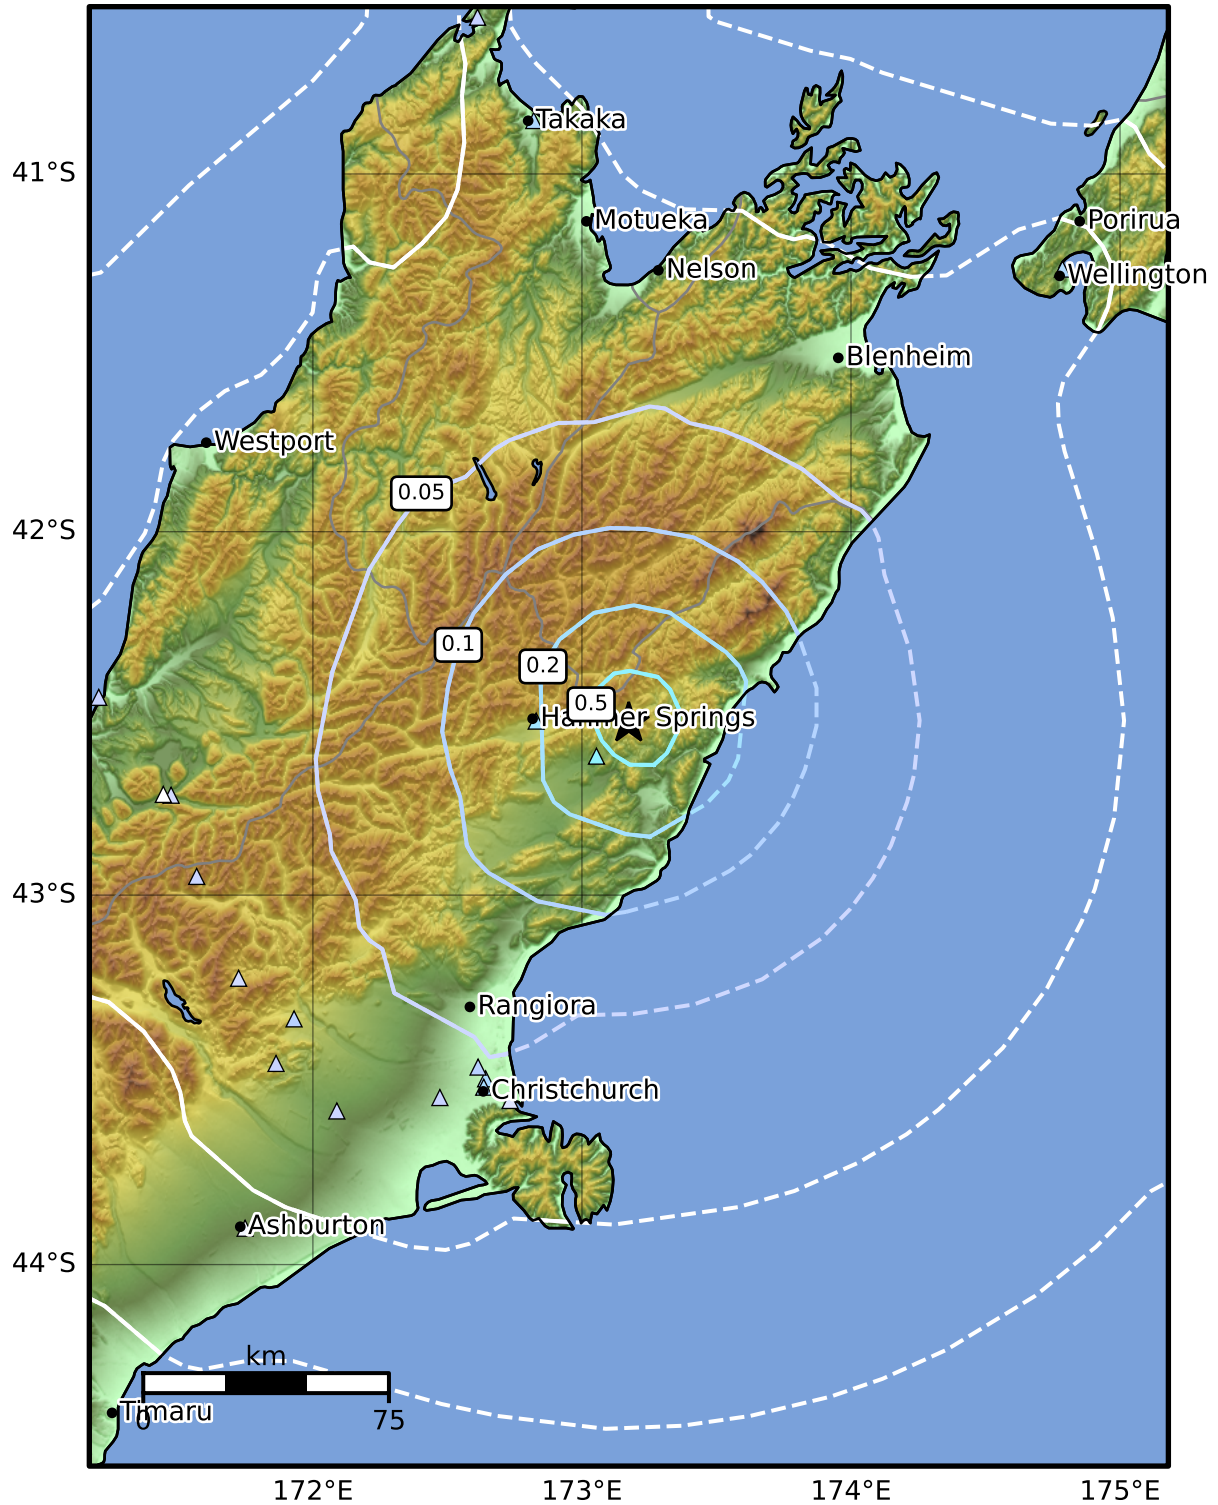 Takaka
41°S
Motueka
Porirua
Nelson
Wellington
Blenheim
Westport
0.05
42°S
0.1
0.2
0.5
Hanmer Springs
43°S
Rangiora
Christchurch
Ashburton
44°S
km
Timaru
0
75
172°E
173°E
174°E
175°E